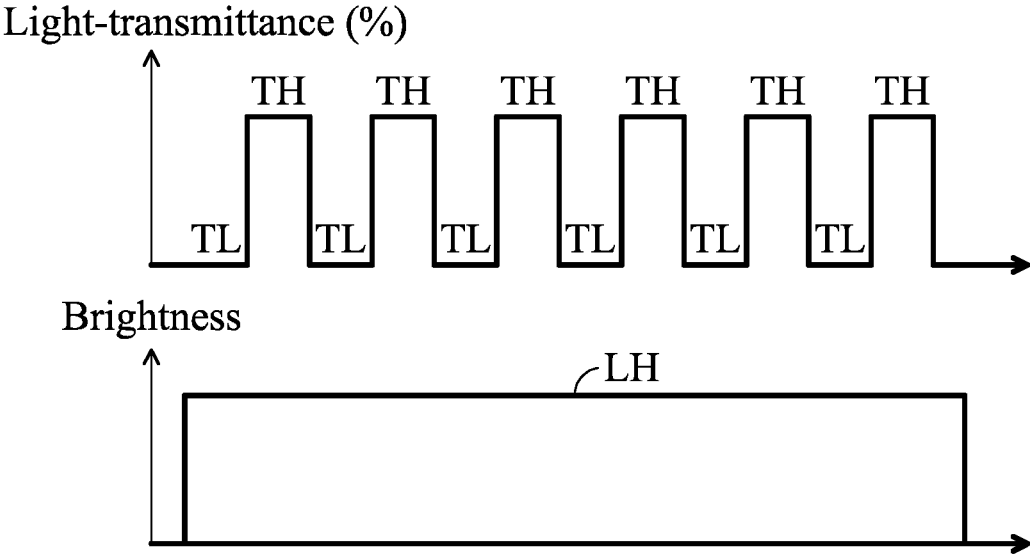 Light-transmittance (%)
TH TH TH TH TH TH
TL TL TL TL TL TL
Brightness
LH